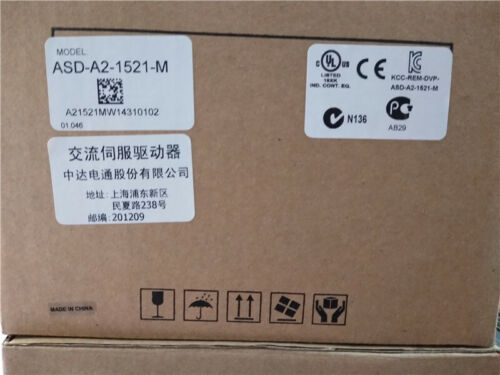 MODEL
ASD-A2-1521-M
A21521MW14310102
01.046
交流伺服驱动器
中达电通股份有限公司
地址:上海浦东新区
民夏路238号
邮编:201209
MADE IN CHINA
UL
LISTED
16XK
IND. CONT. EQ.
CE
KCC-REM-DVP-
ASD-A2-1521-M
N136
AB29